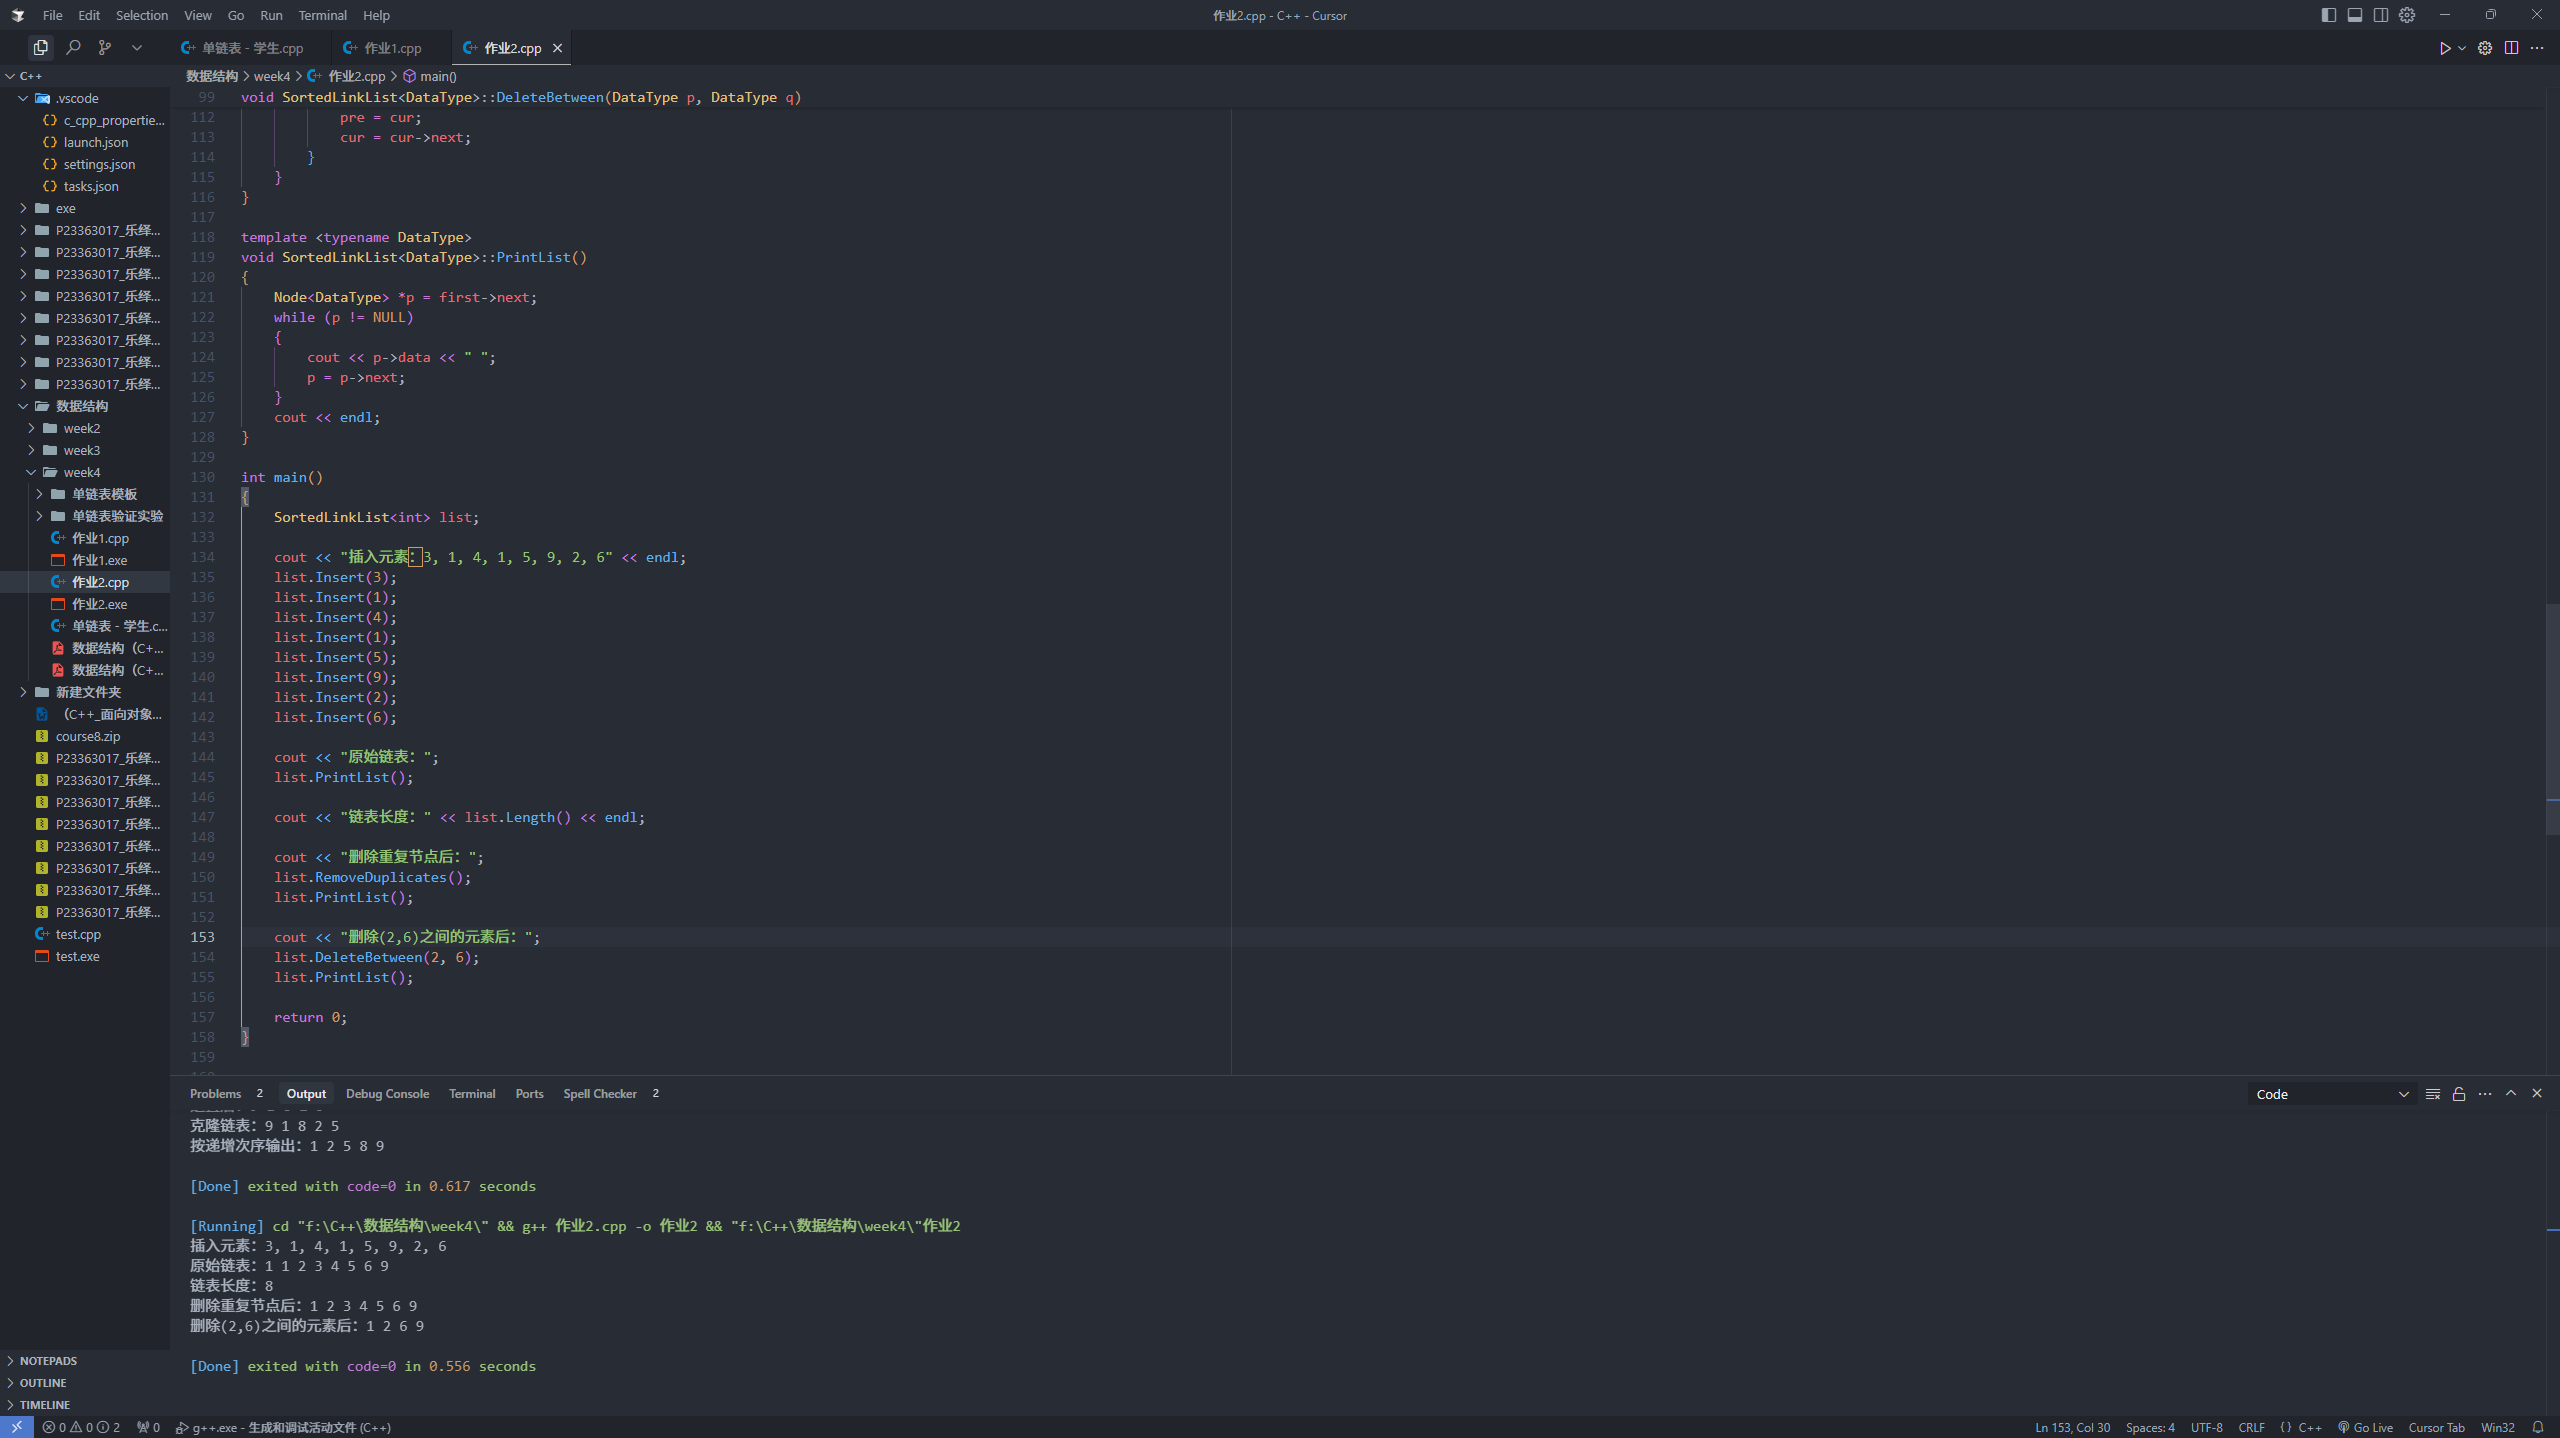 File Edit Selection View Go Run Terminal Help
作业2.cpp - C++ - Cursor
单链表 - 学生.cpp
作业1.cpp
作业2.cpp
C++
.vscode
c_cpp_propertie...
launch.json
settings.json
tasks.json
exe
P23363017_乐绎...
P23363017_乐绎...
P23363017_乐绎...
P23363017_乐绎...
P23363017_乐绎...
P23363017_乐绎...
P23363017_乐绎...
P23363017_乐绎...
数据结构
week2
week3
week4
单链表模板
单链表验证实验
作业1.cpp
作业1.exe
作业2.cpp
作业2.exe
单链表 - 学生.c...
数据结构（C+...
数据结构（C+...
新建文件夹
（C++_面向对象...
course8.zip
P23363017_乐绎...
P23363017_乐绎...
P23363017_乐绎...
P23363017_乐绎...
P23363017_乐绎...
P23363017_乐绎...
P23363017_乐绎...
P23363017_乐绎...
test.cpp
test.exe
NOTEPADS
OUTLINE
TIMELINE
数据结构 > week4 > 作业2.cpp > main()
99 void SortedLinkList<DataType>::DeleteBetween(DataType p, DataType q)
112 pre = cur;
113 cur = cur->next;
114 }
115 }
116 }
117
118 template <typename DataType>
119 void SortedLinkList<DataType>::PrintList()
120 {
121 Node<DataType> *p = first->next;
122 while (p != NULL)
123 {
124 cout << p->data << " ";
125 p = p->next;
126 }
127 cout << endl;
128 }
129
130 int main()
131 {
132 SortedLinkList<int> list;
133
134 cout << "插入元素：3, 1, 4, 1, 5, 9, 2, 6" << endl;
135 list.Insert(3);
136 list.Insert(1);
137 list.Insert(4);
138 list.Insert(1);
139 list.Insert(5);
140 list.Insert(9);
141 list.Insert(2);
142 list.Insert(6);
143
144 cout << "原始链表：";
145 list.PrintList();
146
147 cout << "链表长度：" << list.Length() << endl;
148
149 cout << "删除重复节点后：";
150 list.RemoveDuplicates();
151 list.PrintList();
152
153 cout << "删除(2,6)之间的元素后：";
154 list.DeleteBetween(2, 6);
155 list.PrintList();
156
157 return 0;
158 }
159
Problems 2 Output Debug Console Terminal Ports Spell Checker 2
Code
克隆链表：9 1 8 2 5
按递增次序输出：1 2 5 8 9
[Done] exited with code=0 in 0.617 seconds
[Running] cd "f:\C++\数据结构\week4\" && g++ 作业2.cpp -o 作业2 && "f:\C++\数据结构\week4\"作业2
插入元素：3, 1, 4, 1, 5, 9, 2, 6
原始链表：1 1 2 3 4 5 6 9
链表长度：8
删除重复节点后：1 2 3 4 5 6 9
删除(2,6)之间的元素后：1 2 6 9
[Done] exited with code=0 in 0.556 seconds
0 0 2 0 g++.exe - 生成和调试活动文件 (C++)
Ln 153, Col 30 Spaces: 4 UTF-8 CRLF {} C++ Go Live Cursor Tab Win32